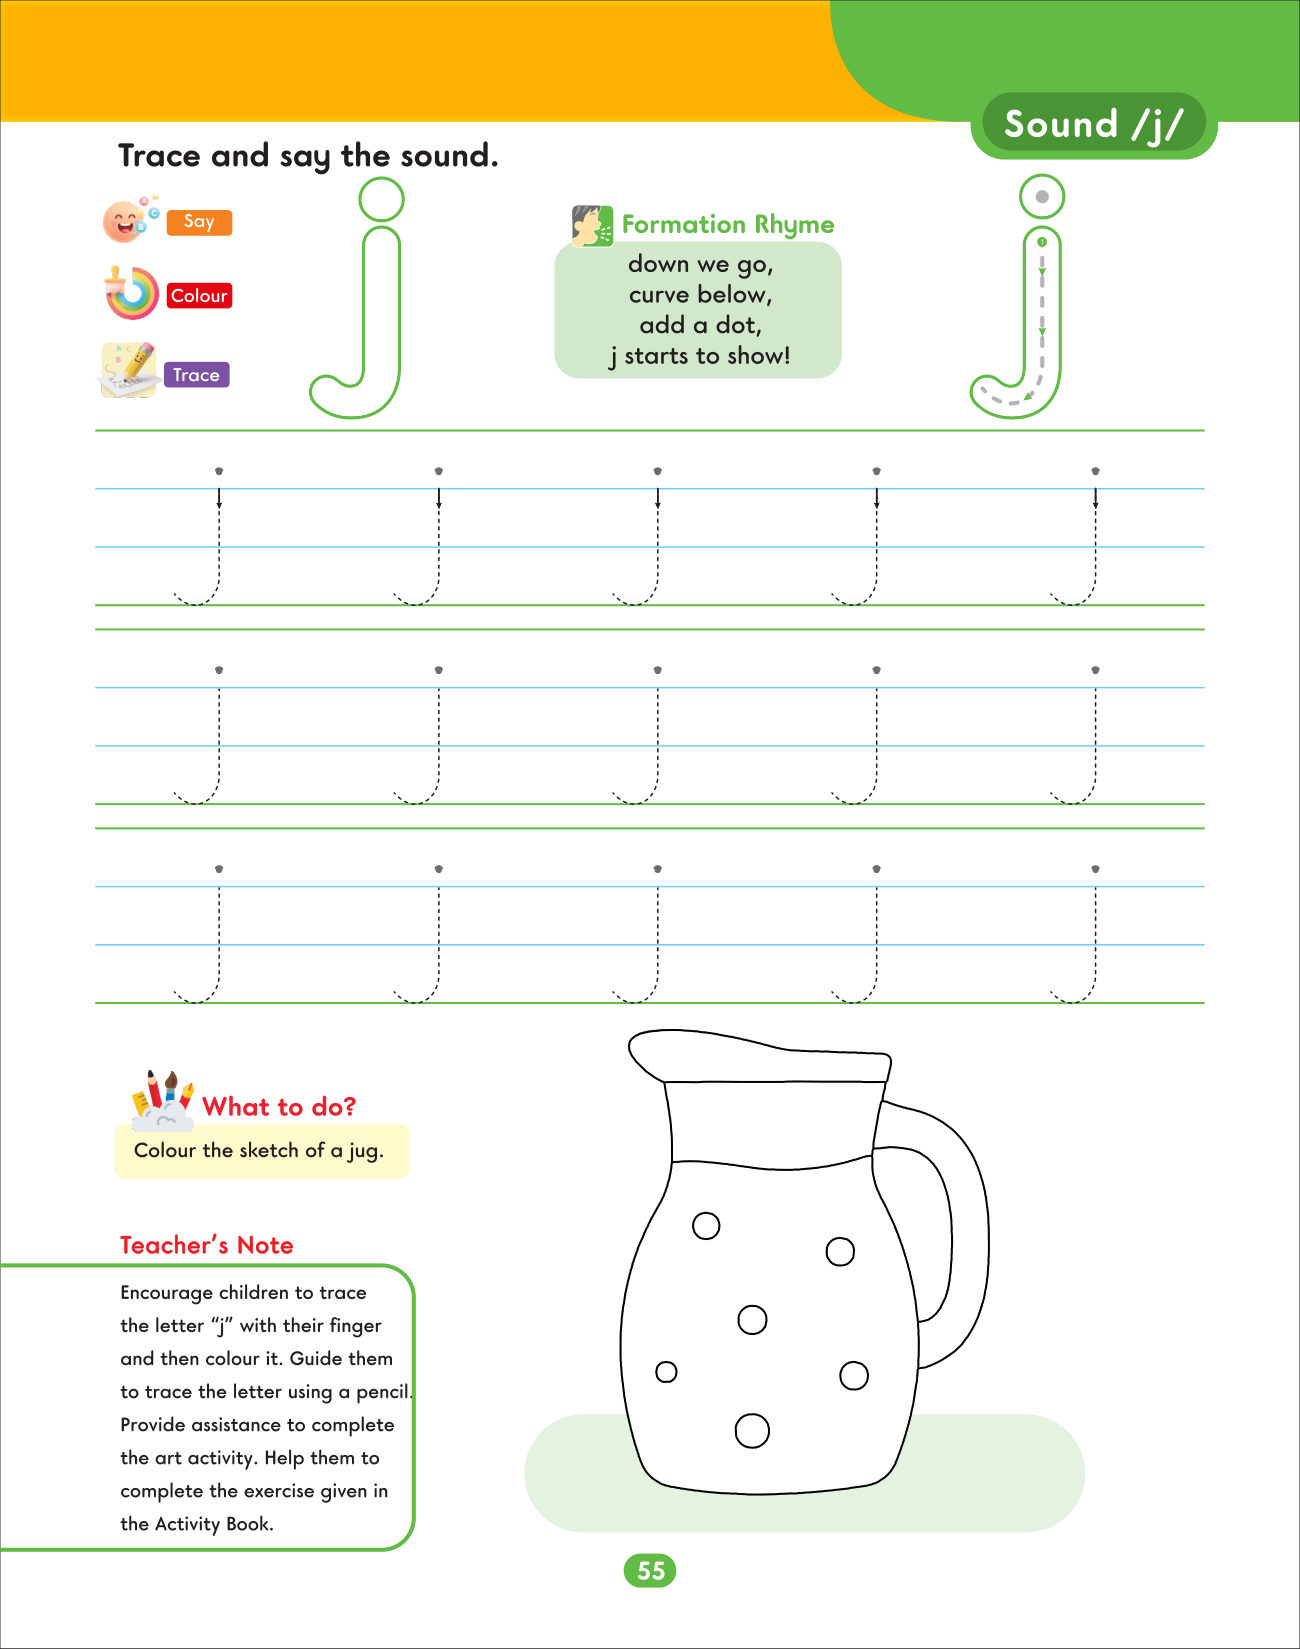 Sound /j/
Trace and say the sound.
Say
Colour
Trace
j
Formation Rhyme
down we go,
curve below,
add a dot,
j starts to show!
j
j j j j j
j j j j j
j j j j j
What to do?
Colour the sketch of a jug.
Teacher's Note
Encourage children to trace
the letter “j” with their finger
and then colour it. Guide them
to trace the letter using a pencil.
Provide assistance to complete
the art activity. Help them to
complete the exercise given in
the Activity Book.
55